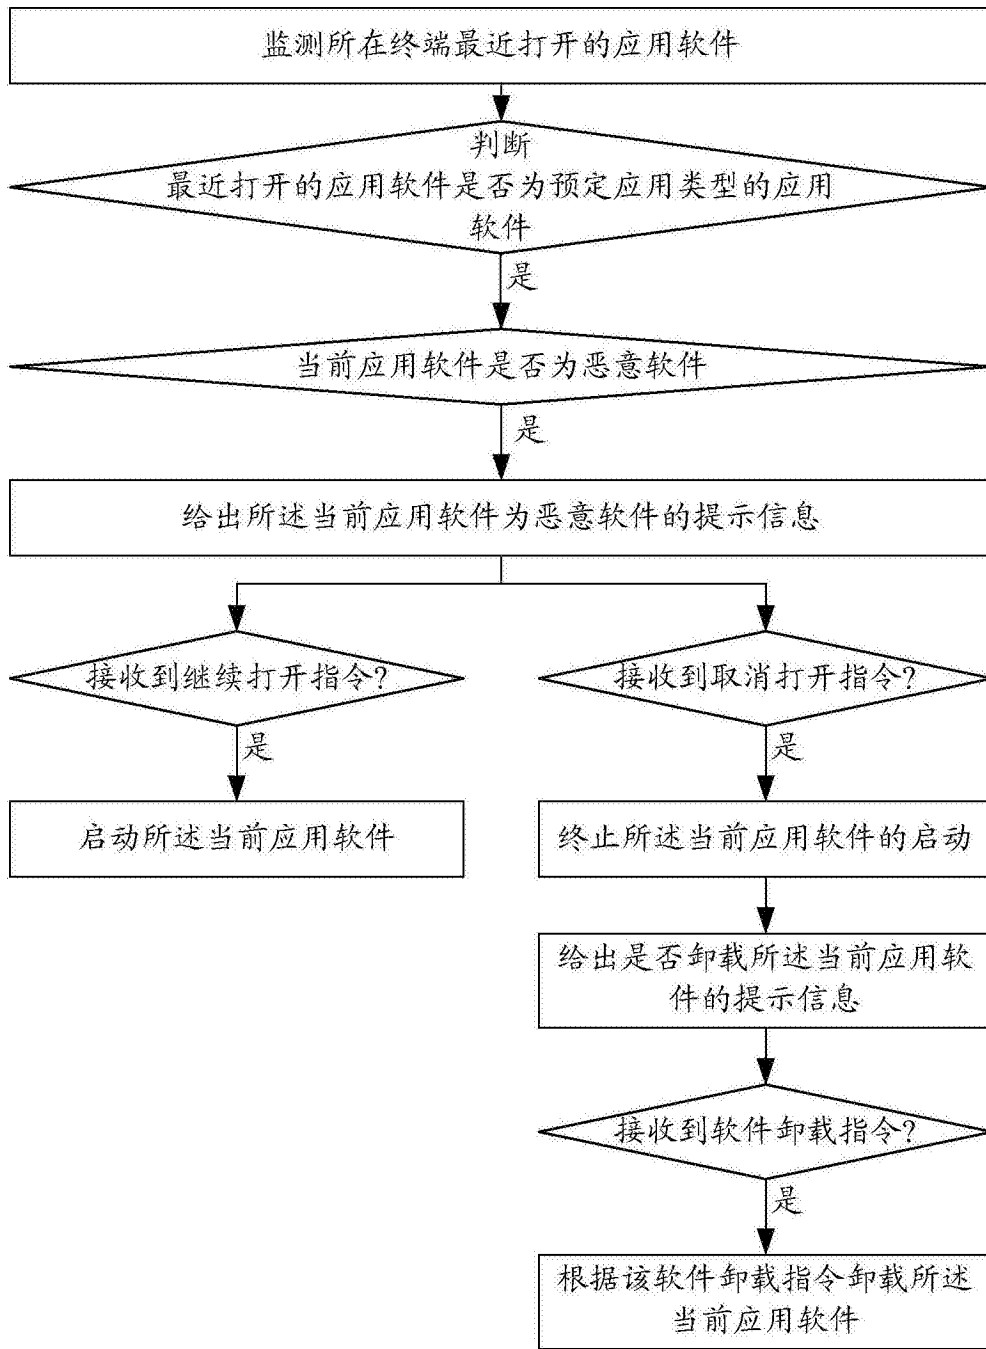 监测所在终端最近打开的应用软件
判断
最近打开的应用软件是否为预定应用类型的应用
软件
是
当前应用软件是否为恶意软件
是
给出所述当前应用软件为恶意软件的提示信息
接收到继续打开指令?
接收到取消打开指令?
是
是
启动所述当前应用软件
终止所述当前应用软件的启动
给出是否卸载所述当前应用软
件的提示信息
接收到软件卸载指令?
是
根据该软件卸载指令卸载所述
当前应用软件